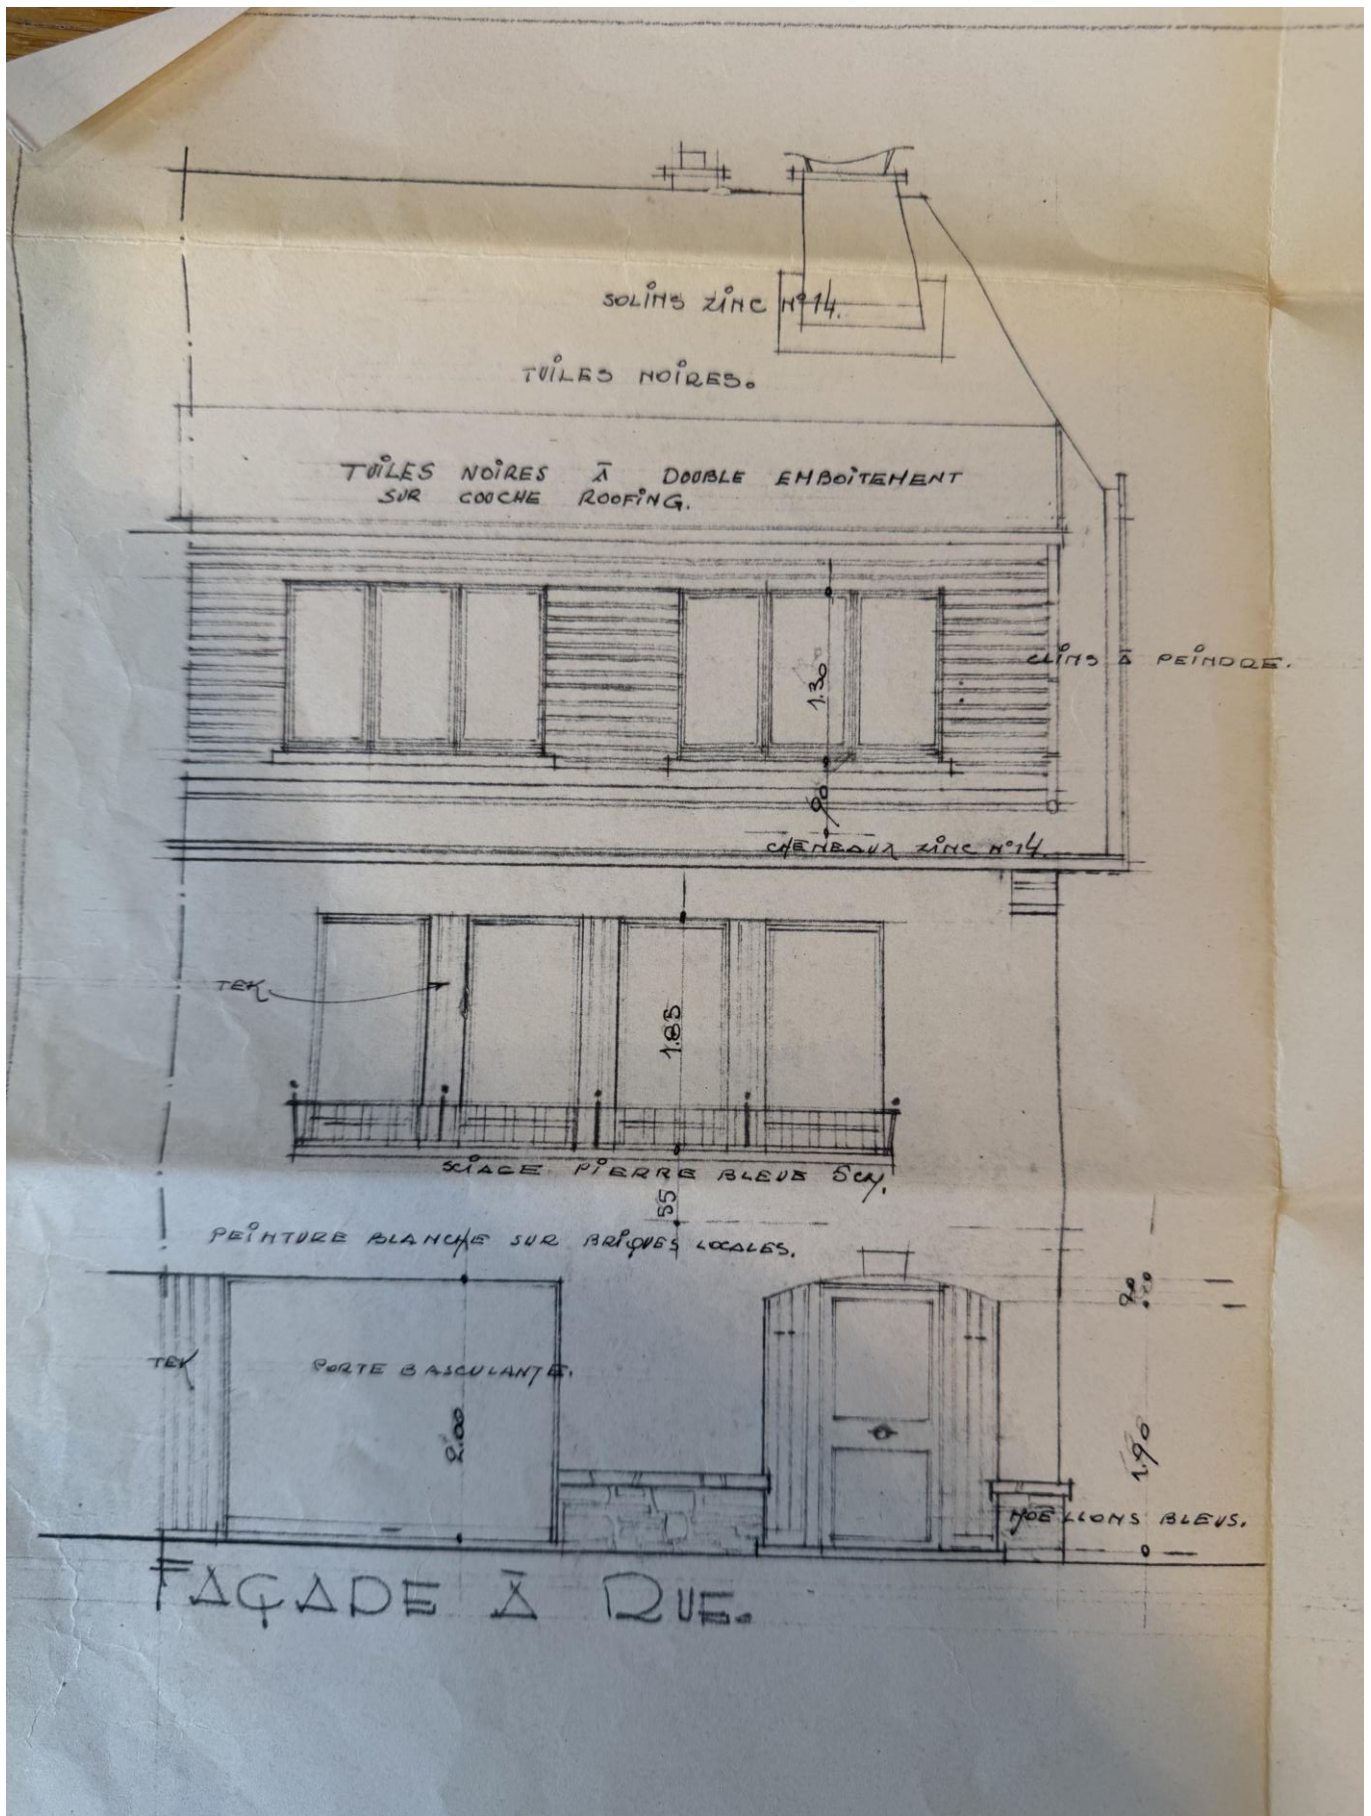 SOLINS ZINC N°14.
TUILES NOIRES.
TUILES NOIRES À DOUBLE EMBOITEMENT
SUR COUCHE ROOFING.
CLINS À PEINDRE.
1.30
90
CHENEAUX ZINC N°14
TEK
1.85
SCIAGE PIERRE BLEUE 5CM.
55
PEINTURE BLANCHE SUR BRIQUES LOCALES.
20
TEK
PORTE BASCULANTE.
2.00
1.90
MOELLONS BLEUS.
FAÇADE À RUE.